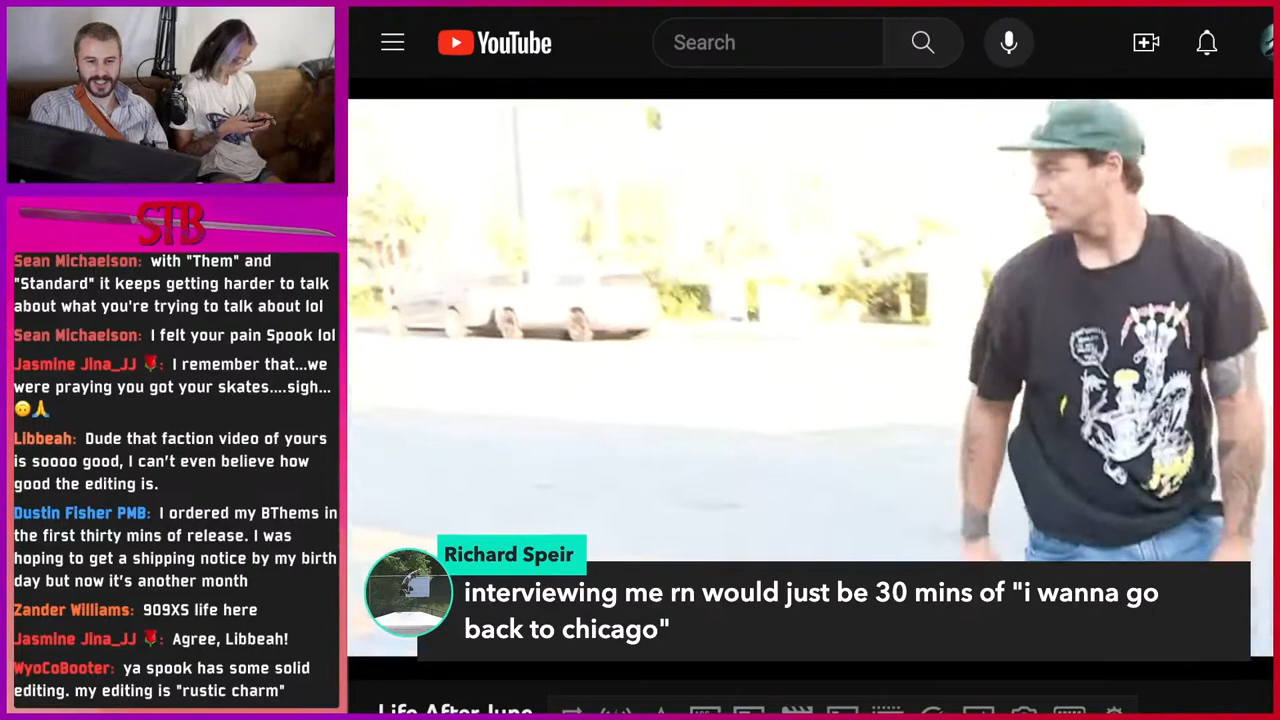 YouTube
Search
STB
Sean Michaelson: with "Them" and
"Standard" it keeps getting harder to talk
about what you're trying to talk about lol
Sean Michaelson: I felt your pain Spook lol
Jasmine Jina_JJ 🌹: I remember that...we
were praying you got your skates....sigh...
🙃🙏
Libbeah: Dude that faction video of yours
is soooo good, I can't even believe how
good the editing is.
Dustin Fisher PMB: I ordered my BThems in
the first thirty mins of release. I was
hoping to get a shipping notice by my birth
day but now it's another month
Zander Williams: 909XS life here
Jasmine Jina_JJ 🌹: Agree, Libbeah!
WyoCoBooter: ya spook has some solid
editing. my editing is "rustic charm"
Richard Speir
interviewing me rn would just be 30 mins of "i wanna go
back to chicago"
Life After June